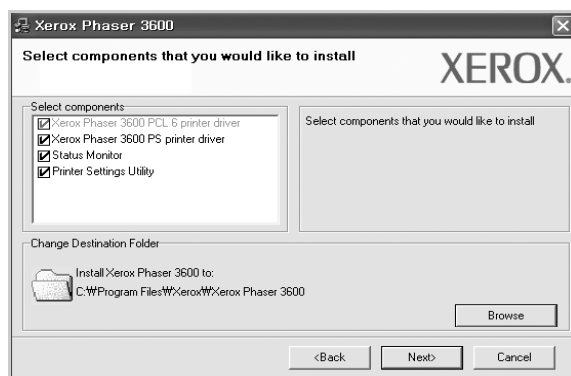 Xerox Phaser 3600
Select components that you would like to install
XEROX.
Select components
Xerox Phaser 3600 PCL 6 printer driver
Xerox Phaser 3600 PS printer driver
Status Monitor
Printer Settings Utility
Select components that you would like to install
Change Destination Folder
Install Xerox Phaser 3600 to:
C:₩Program Files₩Xerox₩Xerox Phaser 3600
Browse
<Back
Next>
Cancel